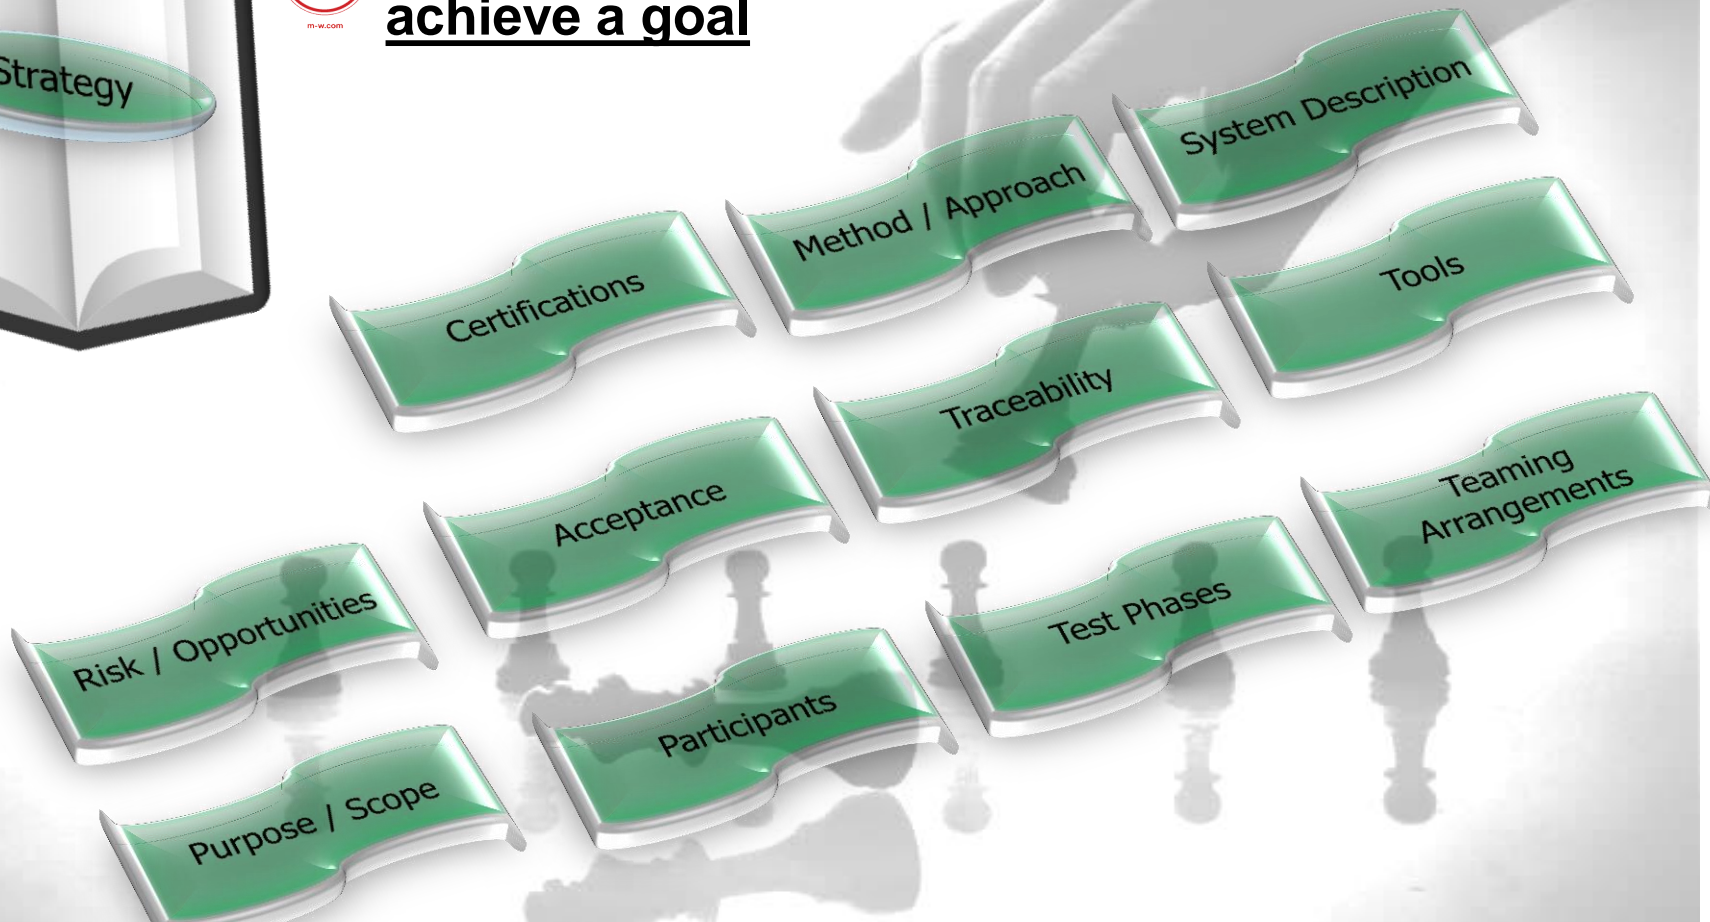 m-w.com
achieve a goal
Strategy
System Description
Method / Approach
Certifications
Tools
Traceability
Acceptance
Teaming
Arrangements
Test Phases
Risk / Opportunities
Participants
Purpose / Scope